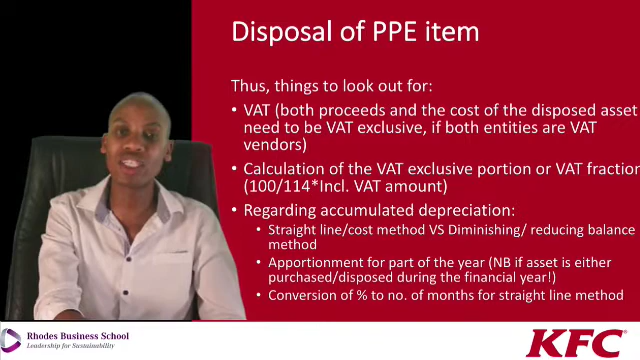 Disposal of PPE item
Thus, things to look out for:
• VAT (both proceeds and the cost of the disposed asset
need to be VAT exclusive, if both entities are VAT
vendors)
• Calculation of the VAT exclusive portion or VAT fraction
(100/114*Incl. VAT amount)
• Regarding accumulated depreciation:
• Straight line/cost method VS Diminishing/ reducing balance
method
• Apportionment for part of the year (NB if asset is either
purchased/disposed during the financial year!)
• Conversion of % to no. of months for straight line method
Rhodes Business School
Leadership for Sustainability
KFC